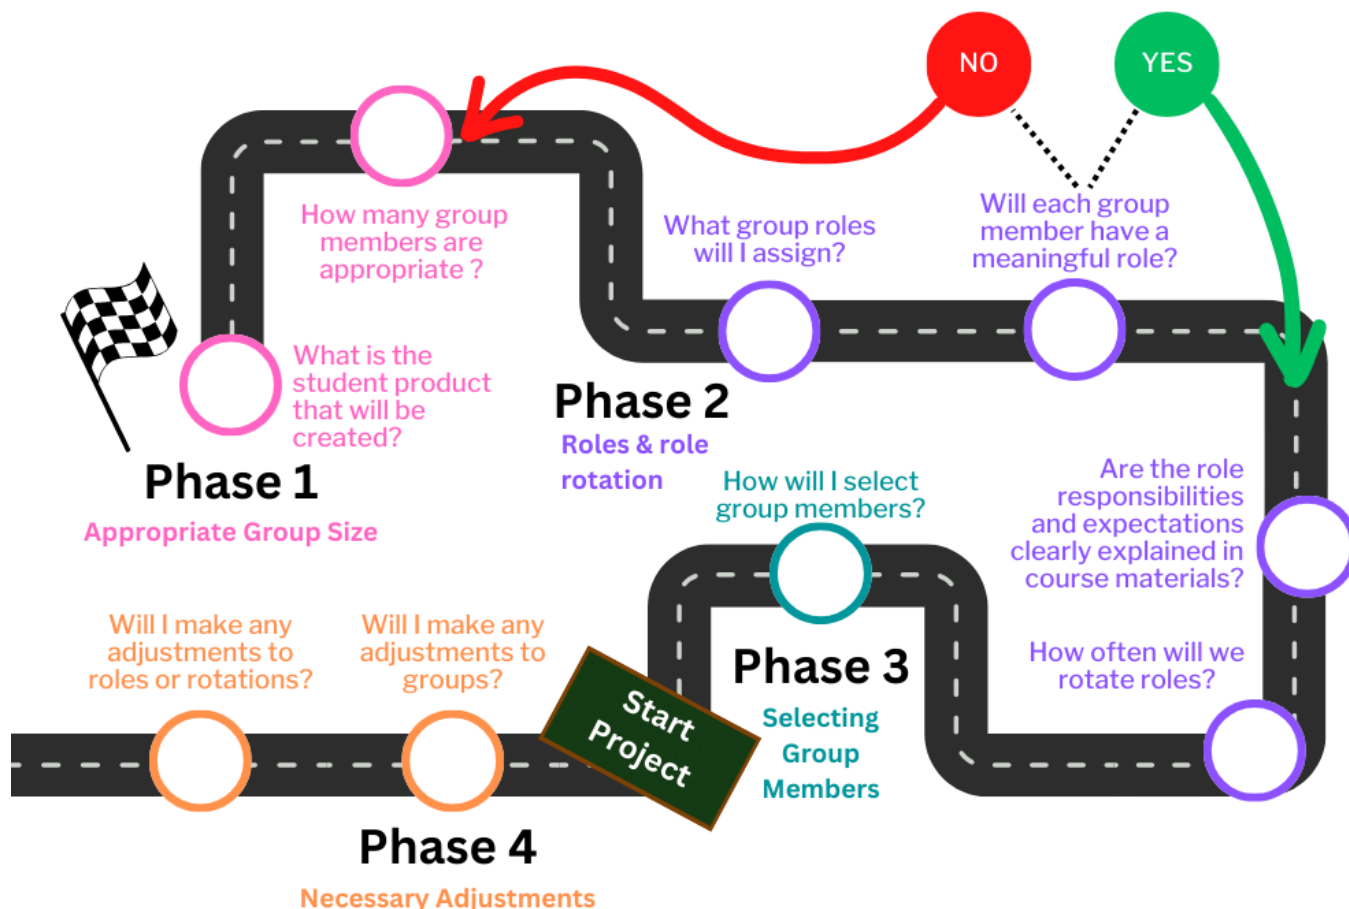 NO
YES
How many group
members are
appropriate ?
What group roles
will I assign?
Will each group
member have a
meaningful role?
What is the
student product
that will be
created?
Phase 1
Appropriate Group Size
Phase 2
Roles & role
rotation
Are the role
responsibilities
and expectations
clearly explained in
course materials?
How often will we
rotate roles?
How will I select
group members?
Phase 3
Selecting
Group
Members
Start
Project
Will I make any
adjustments to
groups?
Will I make any
adjustments to
roles or rotations?
Phase 4
Necessary Adjustments